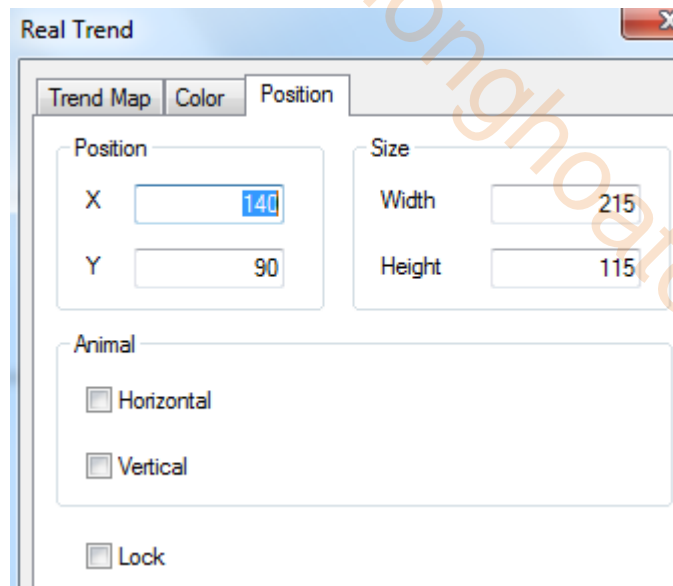 Real Trend
Trend Map Color Position
Position
X 140
Y 90
Size
Width 215
Height 115
Animal
Horizontal
Vertical
Lock